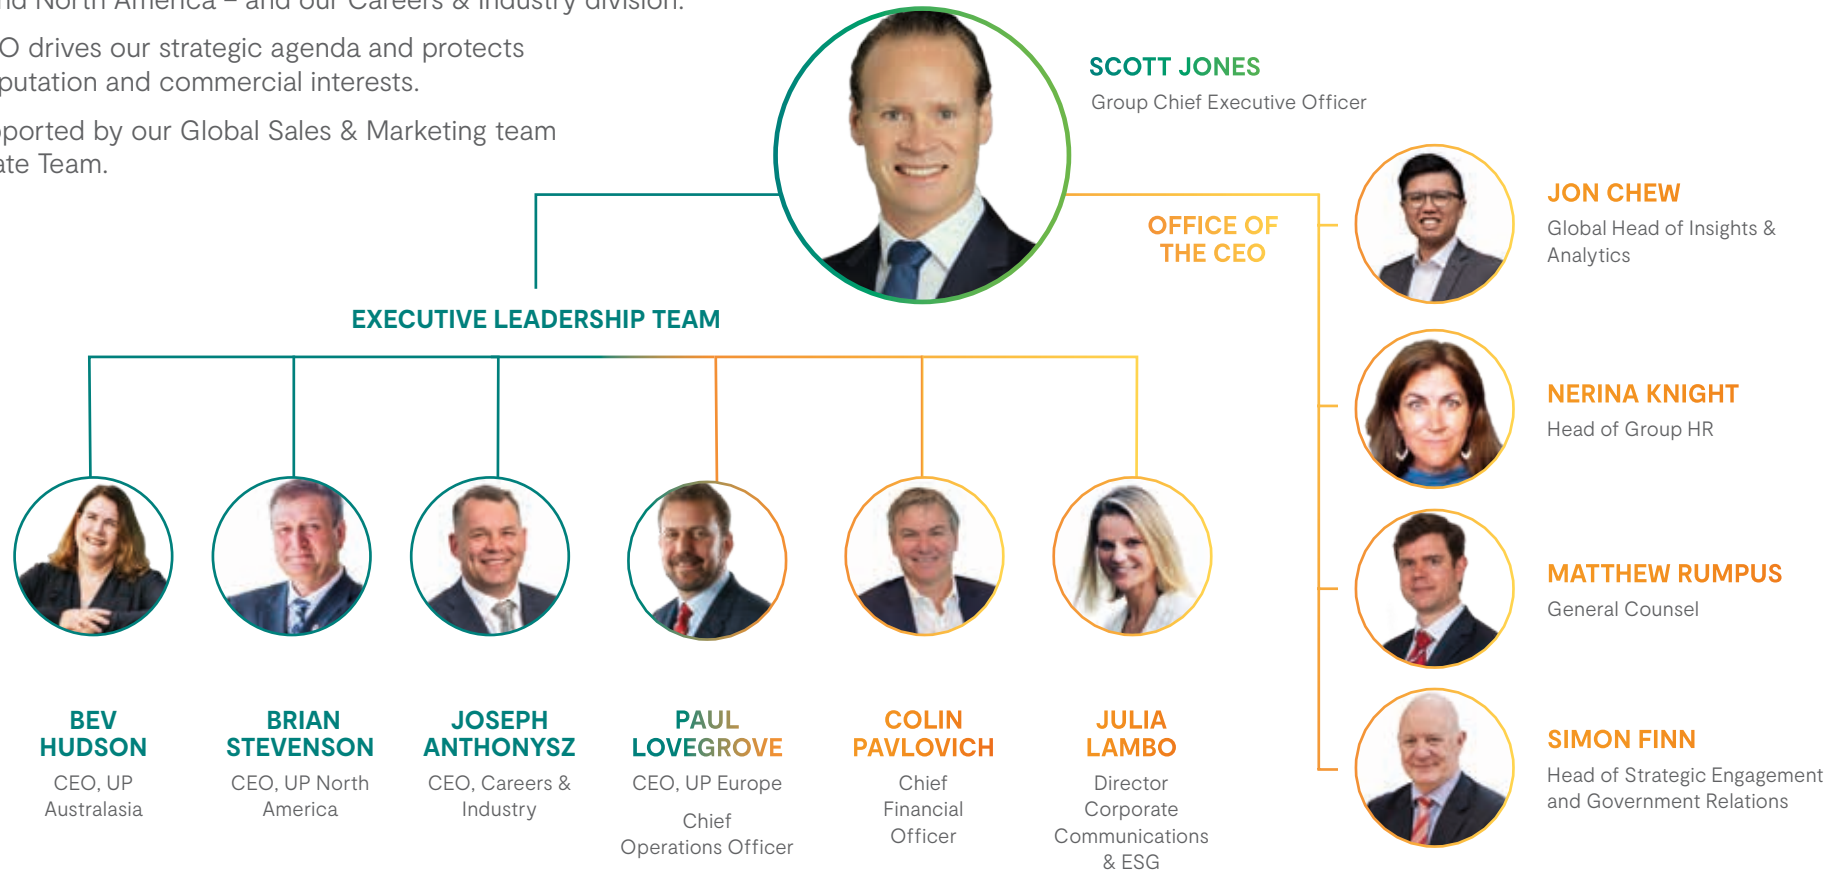 and North America – and our Careers & Industry division.
drives our strategic agenda and protects
and commercial interests.
by our Global Sales & Marketing team
Team.
SCOTT JONES
Group Chief Executive Officer
OFFICE OF
THE CEO
JON CHEW
Global Head of Insights &
Analytics
NERINA KNIGHT
Head of Group HR
MATTHEW RUMPUS
General Counsel
SIMON FINN
Head of Strategic Engagement
and Government Relations
EXECUTIVE LEADERSHIP TEAM
BEV
HUDSON
CEO, UP
Australasia
BRIAN
STEVENSON
CEO, UP North
America
JOSEPH
ANTHONYSZ
CEO, Careers &
Industry
PAUL
LOVEGROVE
CEO, UP Europe
Chief
Operations Officer
COLIN
PAVLOVICH
Chief
Financial
Officer
JULIA
LAMBO
Director
Corporate
Communications
& ESG